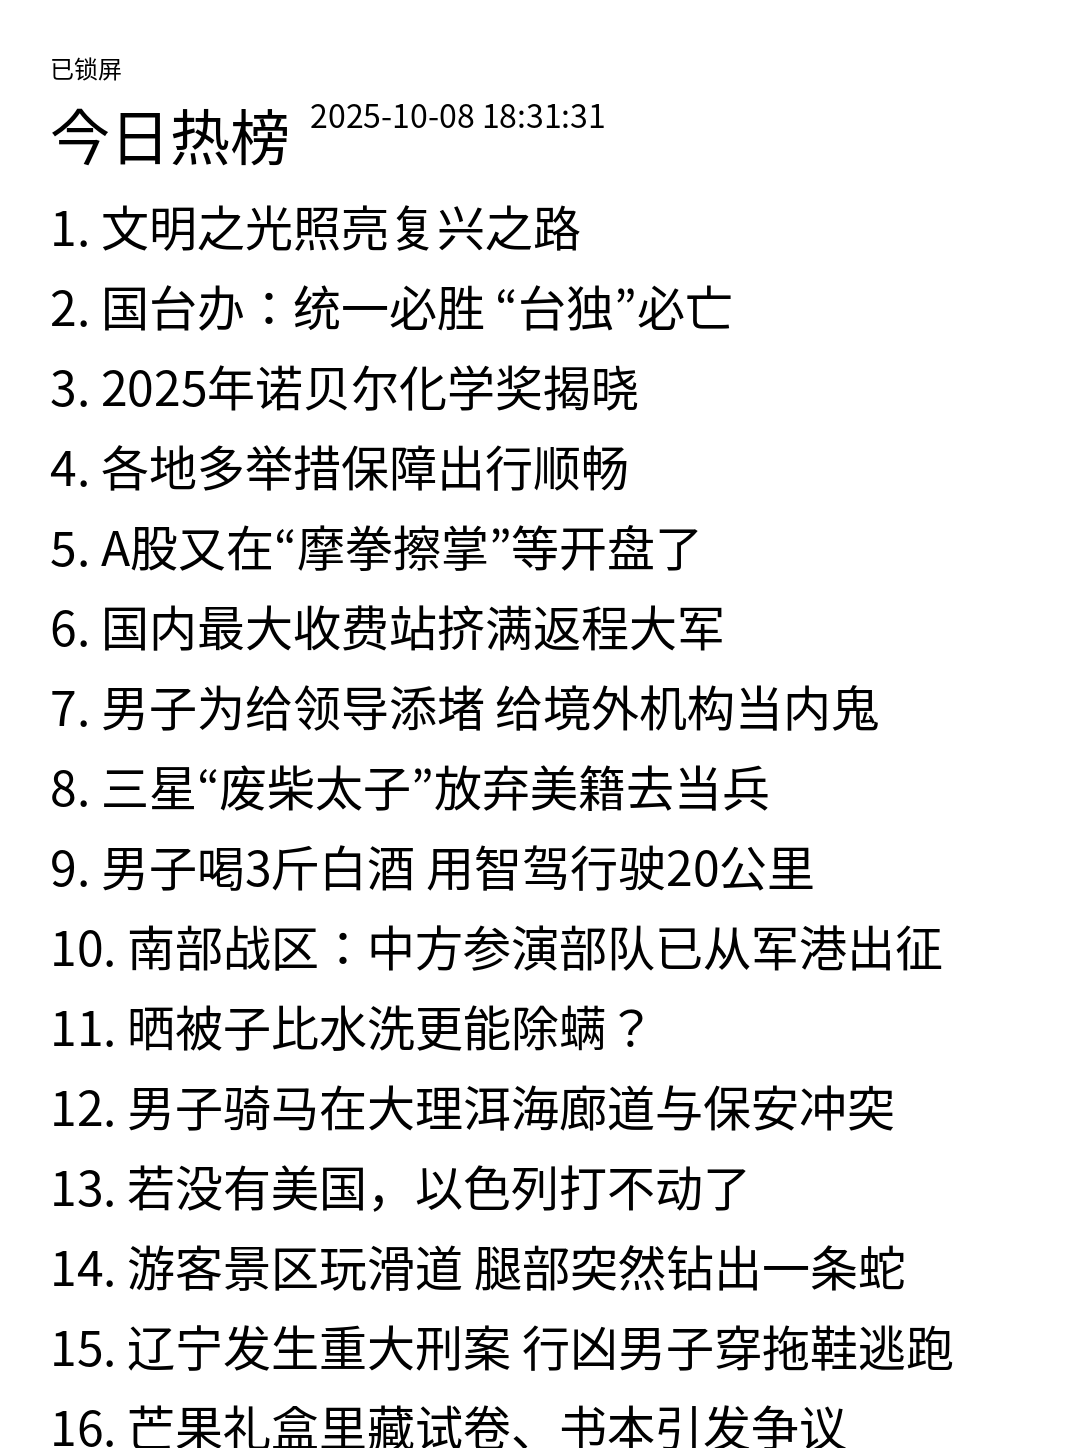 已锁屏
今日热榜 2025-10-08 18:31:31
1. 文明之光照亮复兴之路
2. 国台办：统一必胜 “台独”必亡
3. 2025年诺贝尔化学奖揭晓
4. 各地多举措保障出行顺畅
5. A股又在“摩拳擦掌”等开盘了
6. 国内最大收费站挤满返程大军
7. 男子为给领导添堵 给境外机构当内鬼
8. 三星“废柴太子”放弃美籍去当兵
9. 男子喝3斤白酒 用智驾行驶20公里
10. 南部战区：中方参演部队已从军港出征
11. 晒被子比水洗更能除螨？
12. 男子骑马在大理洱海廊道与保安冲突
13. 若没有美国，以色列打不动了
14. 游客景区玩滑道 腿部突然钻出一条蛇
15. 辽宁发生重大刑案 行凶男子穿拖鞋逃跑
16. 芒果礼盒里藏试卷、书本引发争议